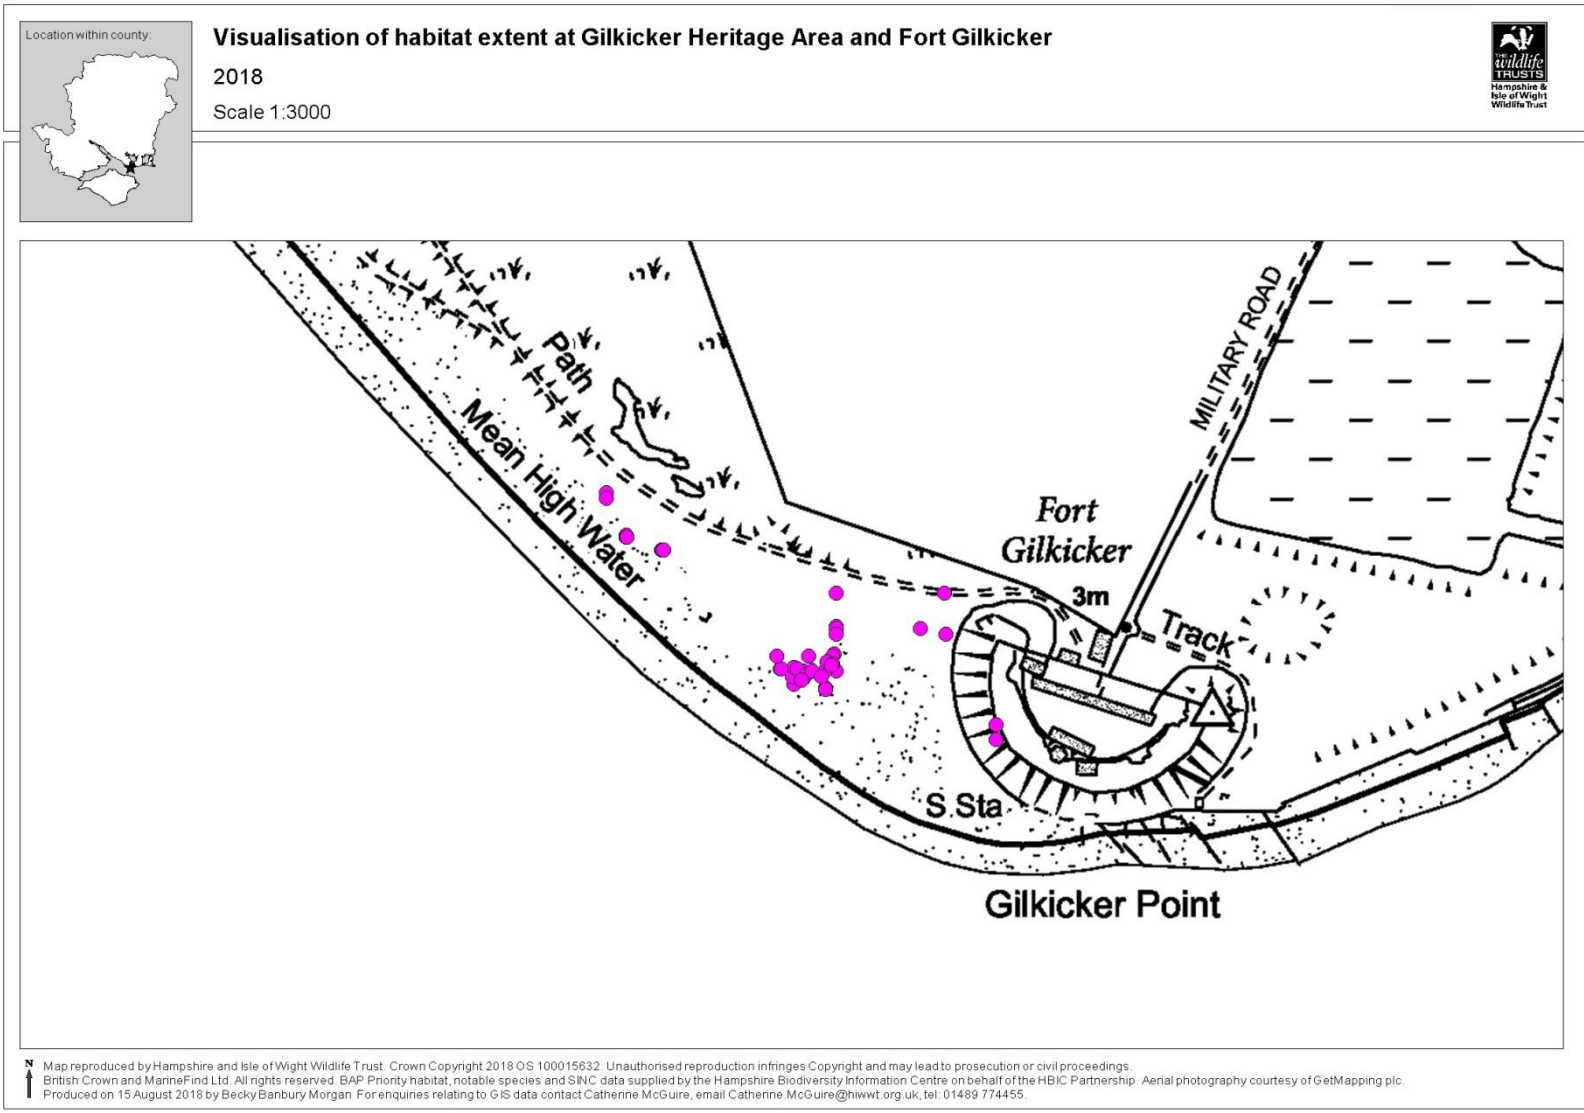 Location within county:
Visualisation of habitat extent at Gilkicker Heritage Area and Fort Gilkicker
2018
Scale 1:3000
THE
wildlife
TRUSTS
Hampshire &
Isle of Wight
Wildlife Trust
Path
MILITARY ROAD
Mean High Water
Fort
Gilkicker
3m
Track
S.Sta
Gilkicker Point
N
Map reproduced by Hampshire and Isle of Wight Wildlife Trust. Crown Copyright 2018 OS 100015632. Unauthorised reproduction infringes Copyright and may lead to prosecution or civil proceedings.
British Crown and MarineFind Ltd. All rights reserved. BAP Priority habitat, notable species and SINC data supplied by the Hampshire Biodiversity Information Centre on behalf of the HBIC Partnership. Aerial photography courtesy of GetMapping plc.
Produced on 15 August 2018 by Becky Banbury Morgan For enquiries relating to GIS data contact Catherine McGuire, email Catherine.McGuire@hiwwt.org.uk, tel: 01489 774455.